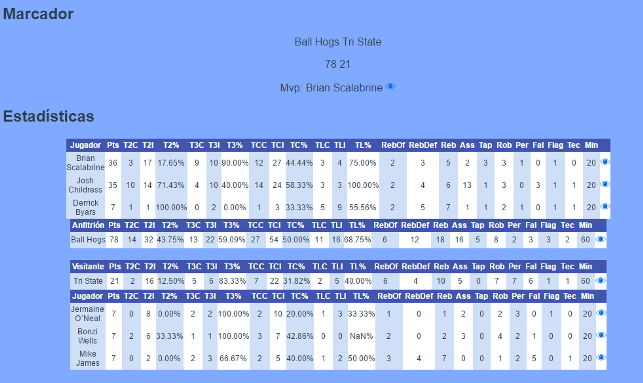 Marcador
Ball Hogs Tri State
78 21
Mvp: Brian Scalabrine
Estadísticas
Jugador Pts T2C T2I T2% T3C T3I T3% TCC TCI TC% TLC TLI TL% RebOf RebDef Reb Ass Tap Rob Per Fal Flag Tec Min
Brian Scalabrine 36 3 17 17.65% 9 10 90.00% 12 27 44.44% 3 4 75.00% 2 3 5 2 3 3 1 0 1 0 20
Josh Childress 35 10 14 71.43% 4 10 40.00% 14 24 58.33% 3 3 100.00% 2 4 6 13 1 3 0 3 1 1 20
Derrick Byars 7 1 1 100.00% 0 2 0.00% 1 3 33.33% 5 9 55.56% 2 5 7 1 1 2 1 0 1 1 20
Anfitrión Pts T2C T2I T2% T3C T3I T3% TCC TCI TC% TLC TLI TL% RebOf RebDef Reb Ass Tap Rob Per Fal Flag Tec Min
Ball Hogs 78 14 32 43.75% 13 22 59.09% 27 54 50.00% 11 16 68.75% 6 12 18 16 5 8 2 3 3 2 60
Visitante Pts T2C T2I T2% T3C T3I T3% TCC TCI TC% TLC TLI TL% RebOf RebDef Reb Ass Tap Rob Per Fal Flag Tec Min
Tri State 21 2 16 12.50% 5 6 83.33% 7 22 31.82% 2 5 40.00% 6 4 10 5 0 7 7 6 1 1 60
Jugador Pts T2C T2I T2% T3C T3I T3% TCC TCI TC% TLC TLI TL% RebOf RebDef Reb Ass Tap Rob Per Fal Flag Tec Min
Jermaine O´Neal 7 0 8 0.00% 2 2 100.00% 2 10 20.00% 1 3 33.33% 1 0 1 2 0 2 3 0 1 0 20
Bonzi Wells 7 2 6 33.33% 1 1 100.00% 3 7 42.86% 0 0 NaN% 2 0 2 3 0 4 2 1 0 0 20
Mike James 7 0 2 0.00% 2 3 66.67% 2 5 40.00% 1 2 50.00% 3 4 7 0 0 1 2 5 0 1 20